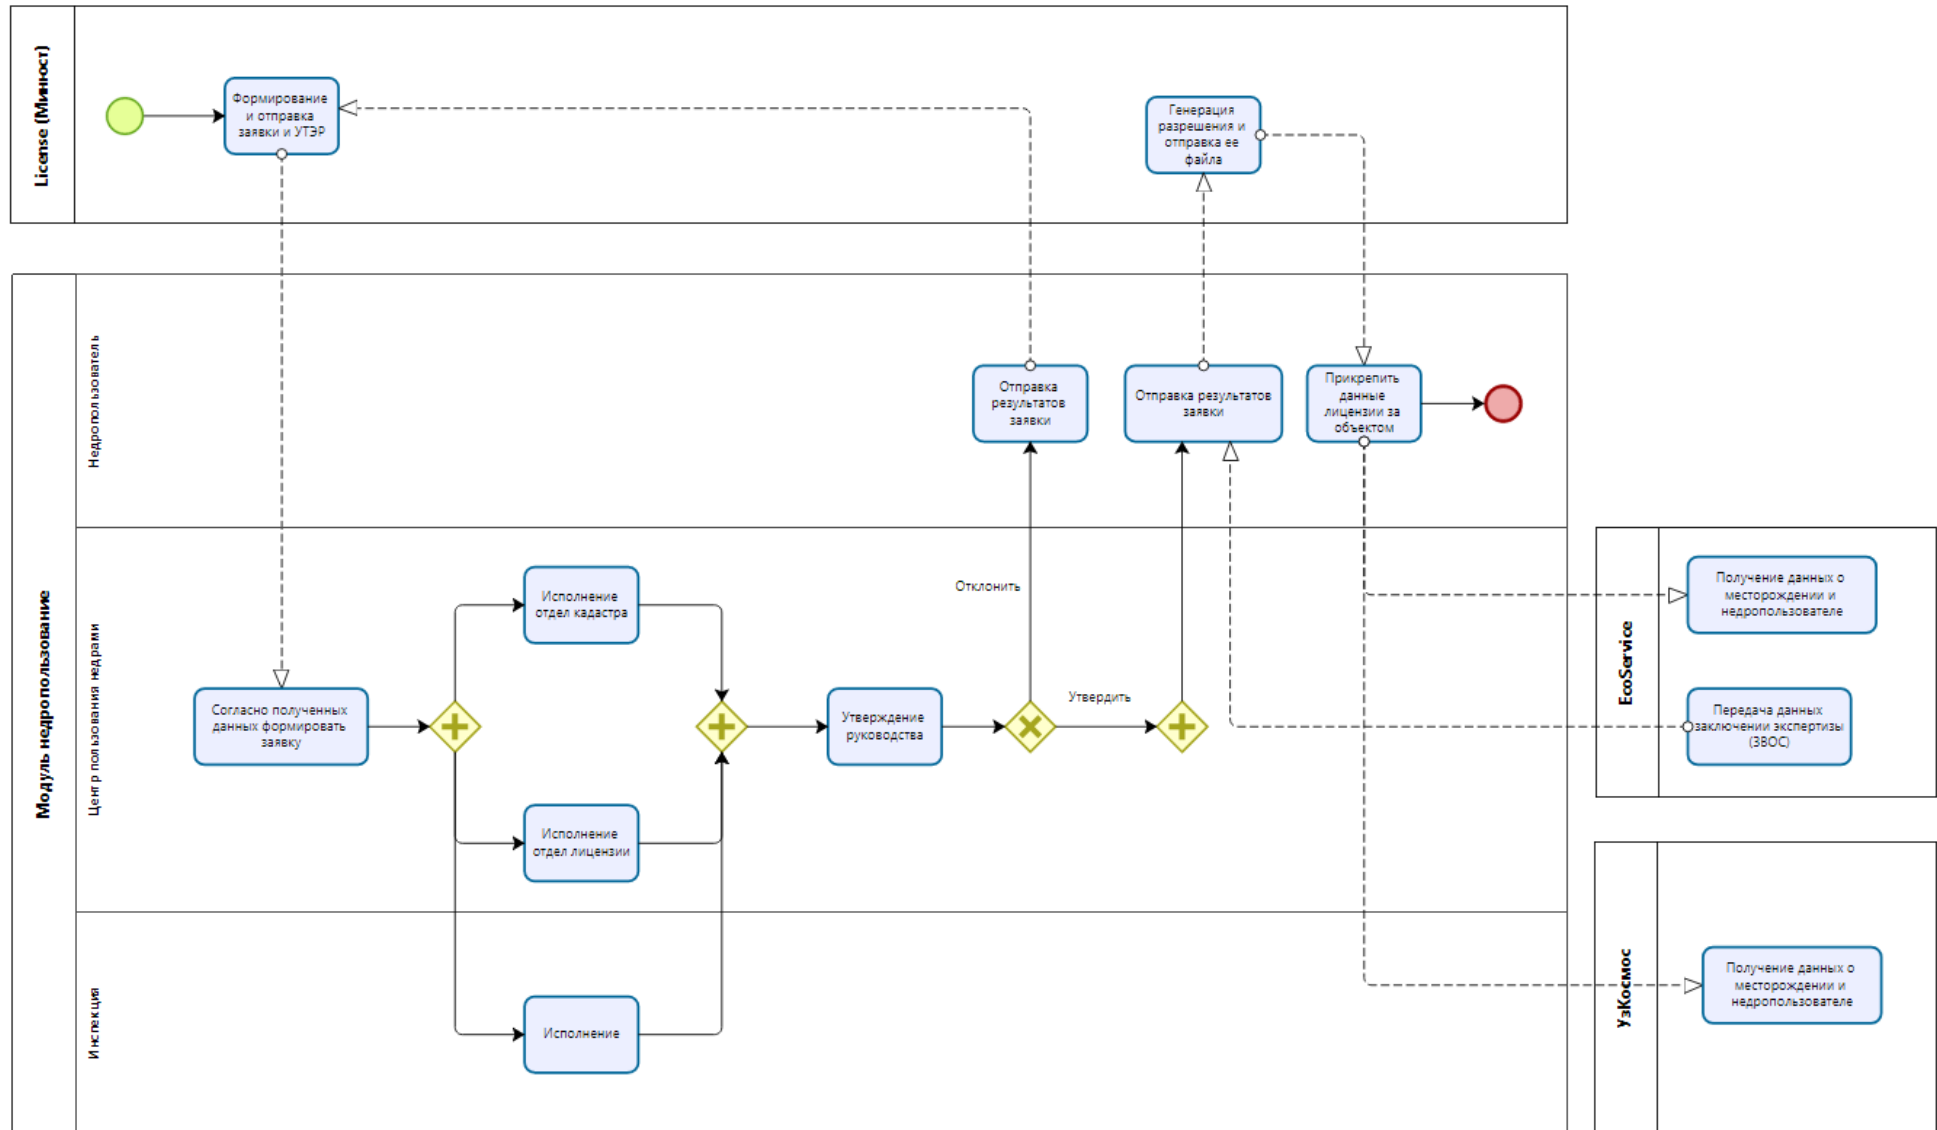 License (Минюст)
Формирование
и отправка
заявки и УТЭР
Генерация
разрешения и
отправка ее
файла
Модуль недропользование
Недропользователь
Отправка
результатов
заявки
Отправка результатов
заявки
Прикрепить
данные
лицензии за
объектом
Центр пользования недрами
Согласно полученных
данных формировать
заявку
Исполнение
отдел кадастра
Исполнение
отдел лицензии
Утверждение
руководства
Отклонить
Утвердить
Инспекция
Исполнение
EcoService
Получение данных о
месторождении и
недропользователе
Передача данных
заключении экспертизы
(ЗВОС)
УзКосмос
Получение данных о
месторождении и
недропользователе